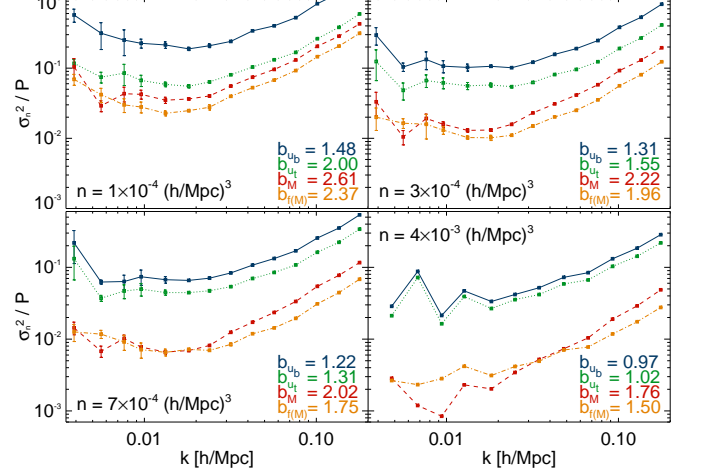 10⁰
10⁻¹
10⁻²
10⁻³
σₙ² / P
b_{u_b} = 1.48
b_{u_t} = 2.00
b_M = 2.61
b_{f(M)} = 2.37
n = 1×10⁻⁴ (h/Mpc)³
b_{u_b} = 1.31
b_{u_t} = 1.55
b_M = 2.22
b_{f(M)} = 1.96
n = 3×10⁻⁴ (h/Mpc)³
10⁻¹
10⁻²
10⁻³
σₙ² / P
b_{u_b} = 1.22
b_{u_t} = 1.31
b_M = 2.02
b_{f(M)} = 1.75
n = 7×10⁻⁴ (h/Mpc)³
n = 4×10⁻³ (h/Mpc)³
b_{u_b} = 0.97
b_{u_t} = 1.02
b_M = 1.76
b_{f(M)} = 1.50
0.01 0.10 0.01 0.10
k [h/Mpc] k [h/Mpc]